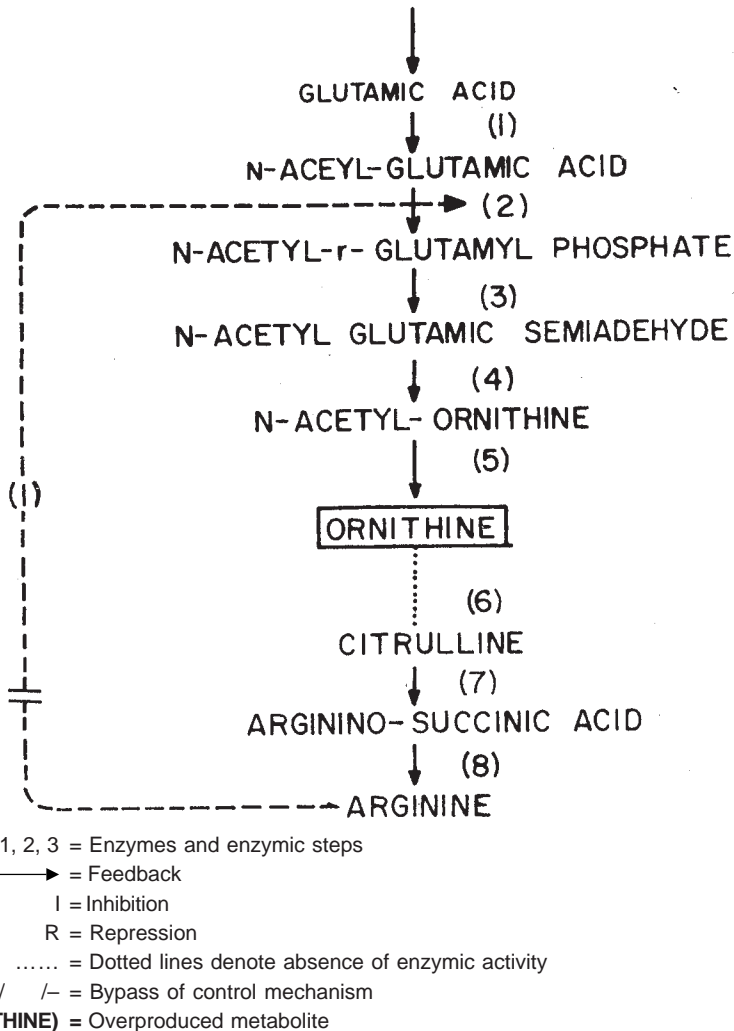 GLUTAMIC ACID
(1)
N-ACEYL-GLUTAMIC ACID
(2)
N-ACETYL-r- GLUTAMYL PHOSPHATE
(3)
N-ACETYL GLUTAMIC SEMIADEHYDE
(4)
N-ACETYL- ORNITHINE
(5)
(I)
ORNITHINE
(6)
CITRULLINE
(7)
ARGININO-SUCCINIC ACID
(8)
ARGININE
1, 2, 3 = Enzymes and enzymic steps
= Feedback
I = Inhibition
R = Repression
...... = Dotted lines denote absence of enzymic activity
/ /– = Bypass of control mechanism
THINE) = Overproduced metabolite